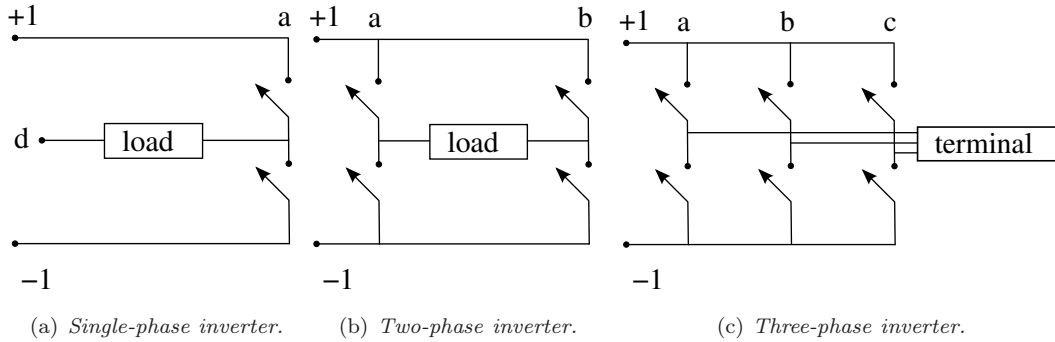 +1
a
d
load
−1
(a) Single-phase inverter.
+1
a
b
load
−1
(b) Two-phase inverter.
+1
a
b
c
terminal
−1
(c) Three-phase inverter.